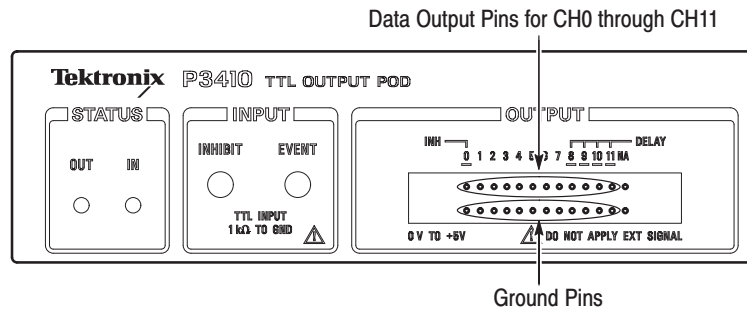 Data Output Pins for CH0 through CH11
Tektronix P3410 TTL OUTPUT POD
STATUS
INPUT
OUTPUT
OUT IN
INHIBIT EVENT
TTL INPUT
1 kΩ TO GND
INH DELAY
0 1 2 3 4 5 6 7 8 9 10 11 NA
0 V TO +5V
DO NOT APPLY EXT SIGNAL
Ground Pins